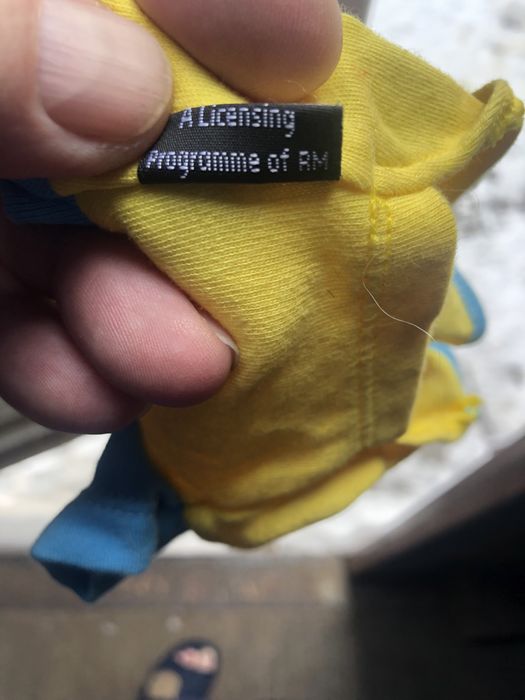 A Licensing
Programme of RM